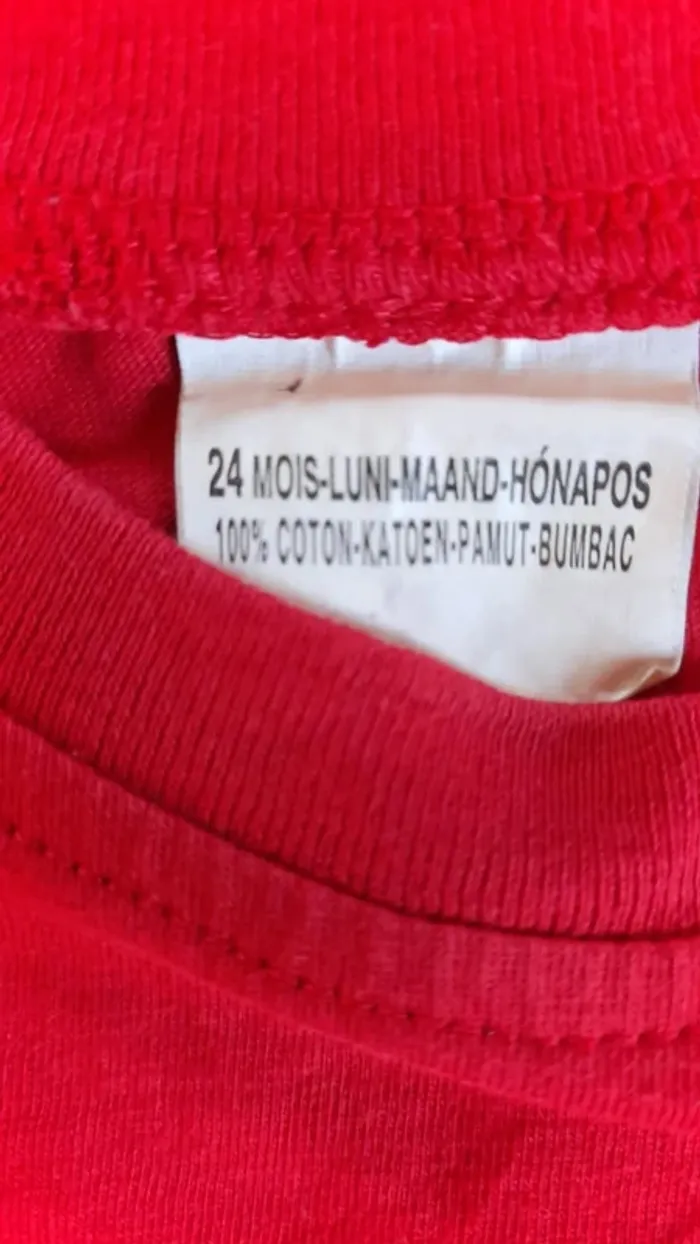 24 MOIS-LUNI-MAAND-HÓNAPOS
100% COTON-KATOEN-PAMUT-BUMBAC